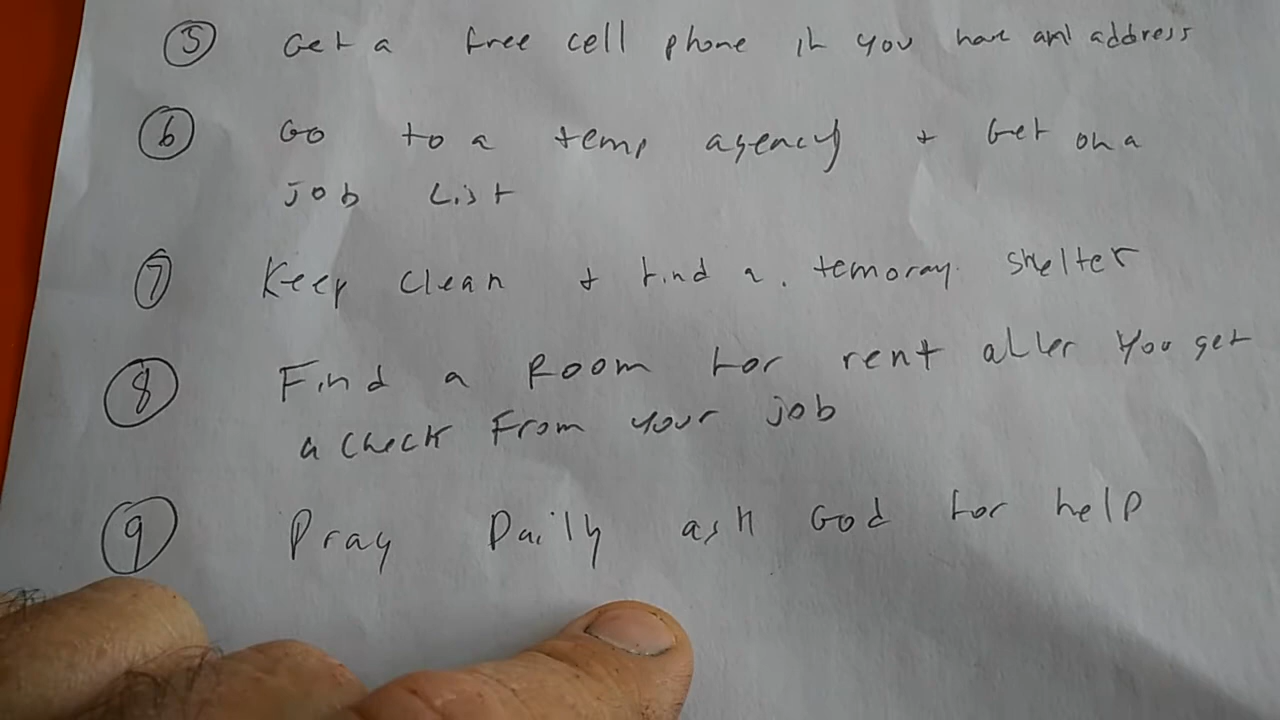 5 Get a free cell phone if you have an address
6 Go to a temp agency + Get on a
job List
7 Keep clean + find a. temoray shelter
8 Find a Room for rent after You get
a check From your job
9 Pray Daily ask God for help